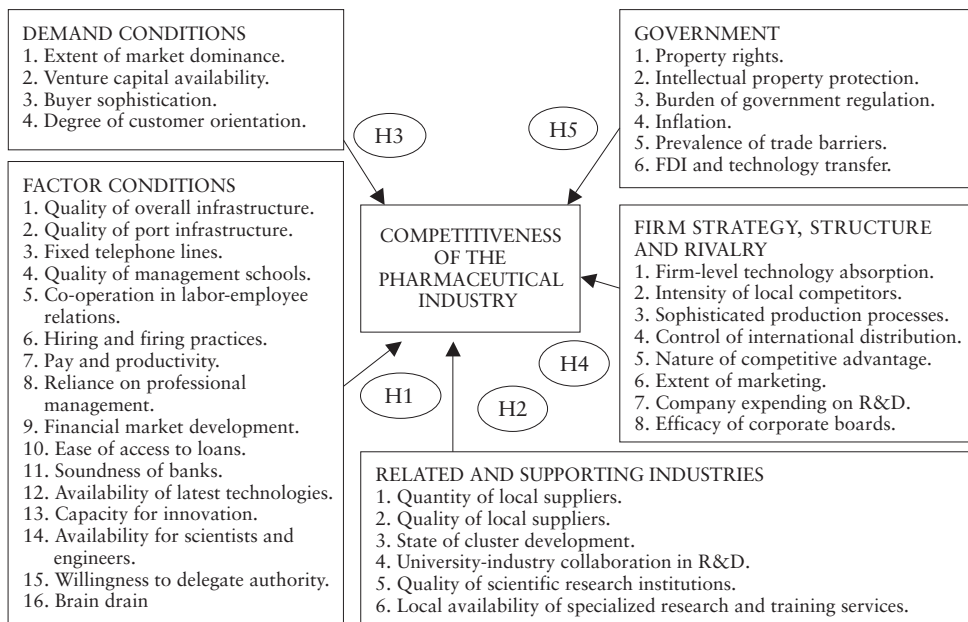 DEMAND CONDITIONS
1. Extent of market dominance.
2. Venture capital availability.
3. Buyer sophistication.
4. Degree of customer orientation.
H3
FACTOR CONDITIONS
1. Quality of overall infrastructure.
2. Quality of port infrastructure.
3. Fixed telephone lines.
4. Quality of management schools.
5. Co-operation in labor-employee
relations.
6. Hiring and firing practices.
7. Pay and productivity.
8. Reliance on professional
management.
9. Financial market development.
10. Ease of access to loans.
11. Soundness of banks.
12. Availability of latest technologies.
13. Capacity for innovation.
14. Availability for scientists and
engineers.
15. Willingness to delegate authority.
16. Brain drain
H1
COMPETITIVENESS
OF THE
PHARMACEUTICAL
INDUSTRY
H5
GOVERNMENT
1. Property rights.
2. Intellectual property protection.
3. Burden of government regulation.
4. Inflation.
5. Prevalence of trade barriers.
6. FDI and technology transfer.
H4
FIRM STRATEGY, STRUCTURE
AND RIVALRY
1. Firm-level technology absorption.
2. Intensity of local competitors.
3. Sophisticated production processes.
4. Control of international distribution.
5. Nature of competitive advantage.
6. Extent of marketing.
7. Company expending on R&D.
8. Efficacy of corporate boards.
H2
RELATED AND SUPPORTING INDUSTRIES
1. Quantity of local suppliers.
2. Quality of local suppliers.
3. State of cluster development.
4. University-industry collaboration in R&D.
5. Quality of scientific research institutions.
6. Local availability of specialized research and training services.